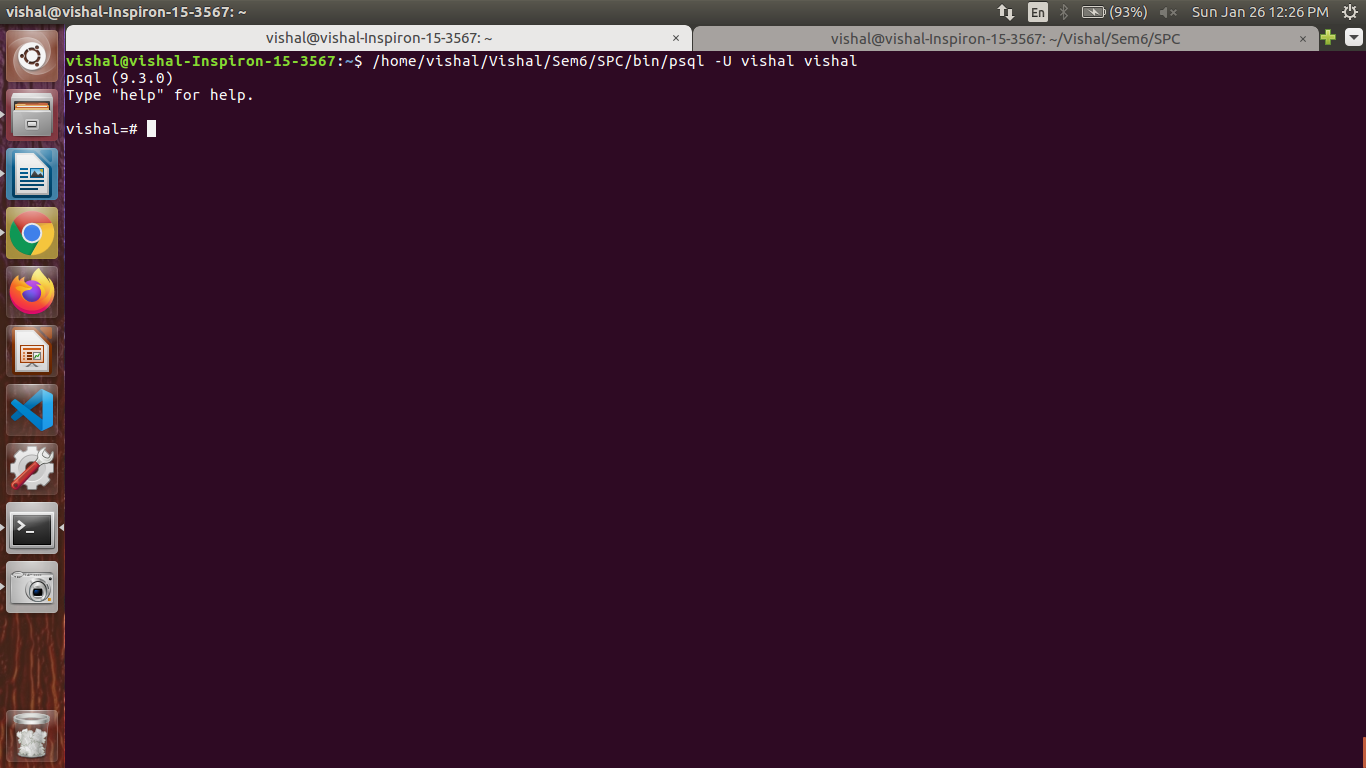 vishal@vishal-Inspiron-15-3567: ~
En
(93%)
Sun Jan 26 12:26 PM
vishal@vishal-Inspiron-15-3567: ~ ×
vishal@vishal-Inspiron-15-3567: ~/Vishal/Sem6/SPC ×
vishal@vishal-Inspiron-15-3567:~$ /home/vishal/Vishal/Sem6/SPC/bin/psql -U vishal vishal
psql (9.3.0)
Type "help" for help.
vishal=#